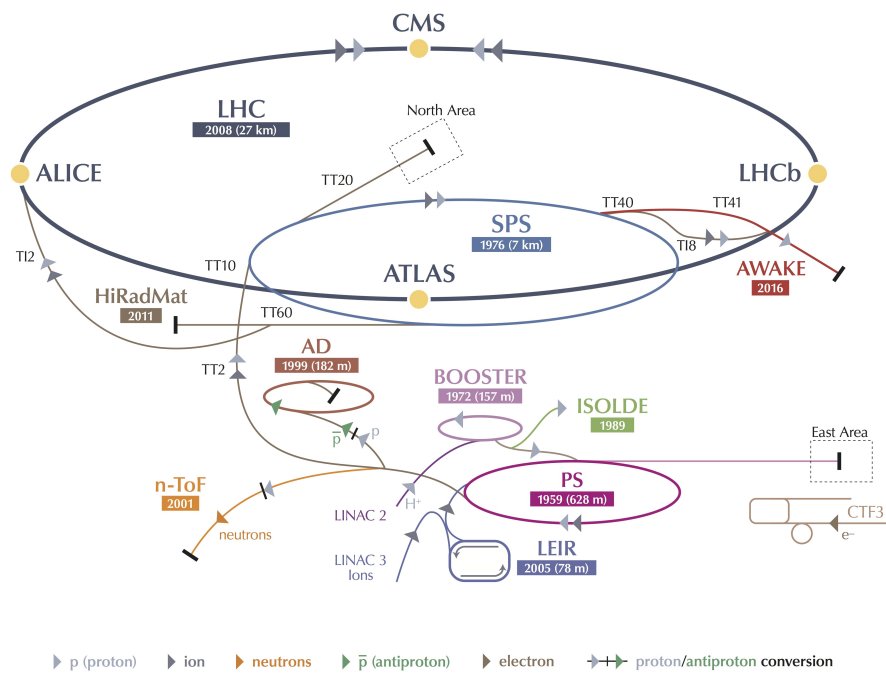 CMS
LHC
2008 (27 km)
North Area
ALICE
LHCb
TT20
TT40
TT41
SPS
1976 (7 km)
TI8
TI2
TT10
ATLAS
AWAKE
2016
HiRadMat
2011
TT60
AD
1999 (182 m)
TT2
BOOSTER
1972 (157 m)
ISOLDE
1989
p
p̅
East Area
n-ToF
2001
PS
1959 (628 m)
H⁺
LINAC 2
neutrons
CTF3
e⁻
LEIR
2005 (78 m)
LINAC 3
Ions
p (proton)
ion
neutrons
p̅ (antiproton)
electron
proton/antiproton conversion